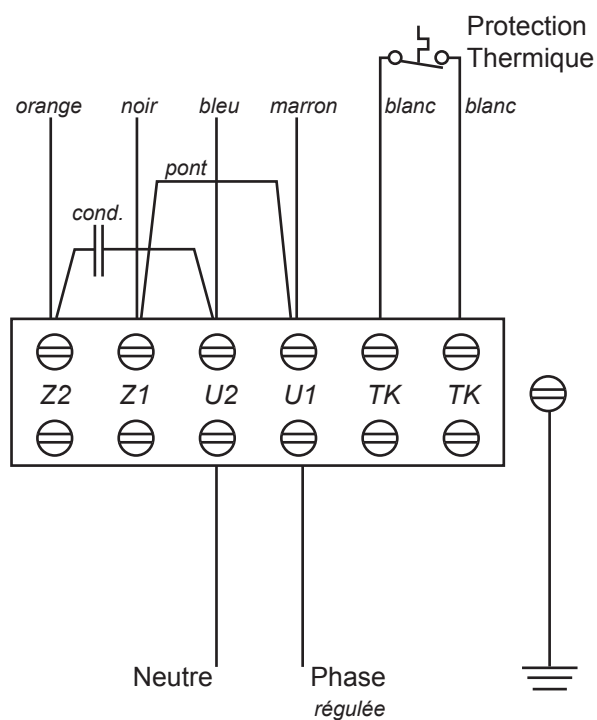 Protection
Thermique
orange noir bleu marron blanc blanc
pont
cond.
Z2 Z1 U2 U1 TK TK
Neutre Phase
régulée